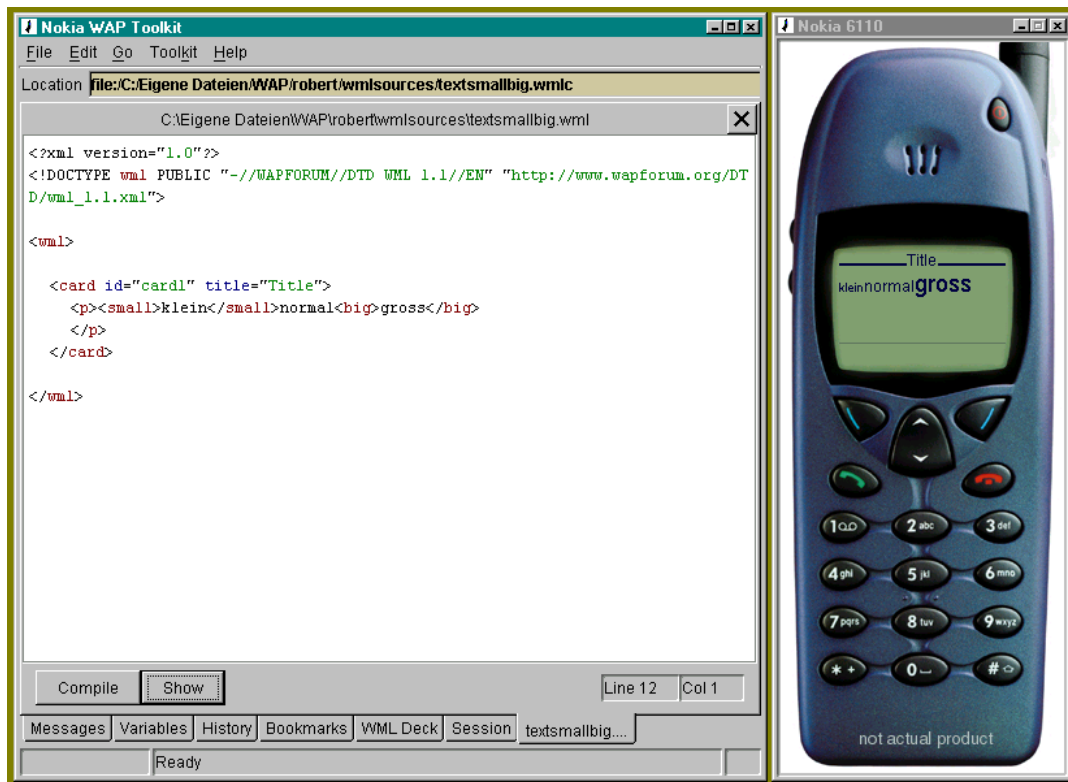 Nokia WAP Toolkit
File Edit Go Toolkit Help
Location file:/C:/Eigene Dateien/WAP/robert/wmlsources/textsmallbig.wmlc
C:\Eigene Dateien\WAP\robert\wmlsources\textsmallbig.wml
<?xml version="1.0"?>
<!DOCTYPE wml PUBLIC "-//WAPFORUM//DTD WML 1.1//EN" "http://www.wapforum.org/DT
D/wml_1.1.xml">
<wml>
<card id="card1" title="Title">
<p><small>klein</small>normal<big>gross</big>
</p>
</card>
</wml>
Compile Show Line 12 Col 1
Messages Variables History Bookmarks WML Deck Session textsmallbig....
Ready
Nokia 6110
Title
kleinnormalgross
1 2 abc 3 def
4 ghi 5 jkl 6 mno
7 pqrs 8 tuv 9 wxyz
* + 0 #
not actual product